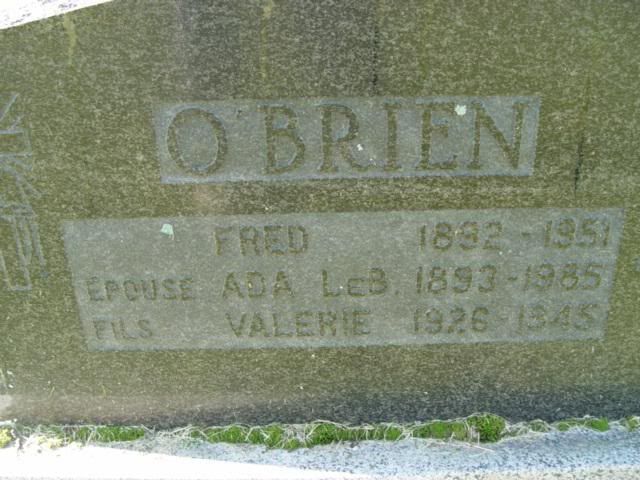 O'BRIEN
FRED 1892-1951
EPOUSE ADA LEB. 1893-1985
FILS VALERIE 1926-1945